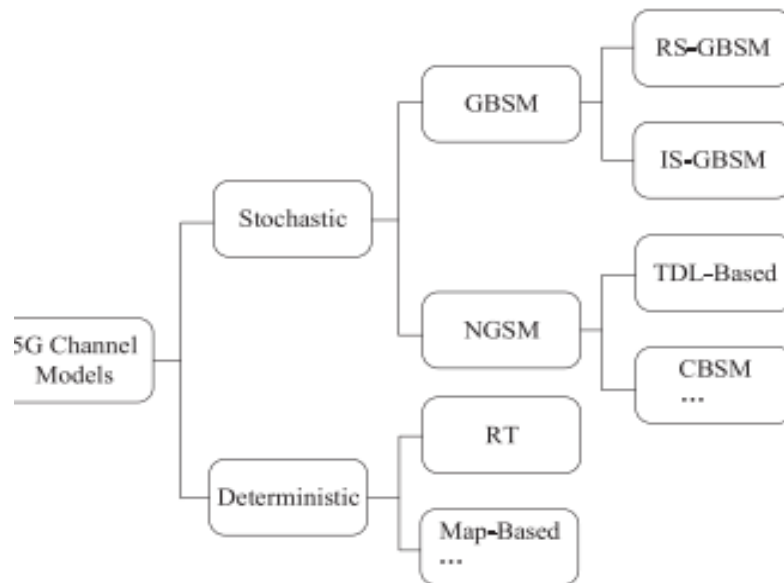 RS-GBSM
GBSM
IS-GBSM
Stochastic
TDL-Based
NGSM
5G Channel
Models
CBSM
...
RT
Deterministic
Map-Based
...